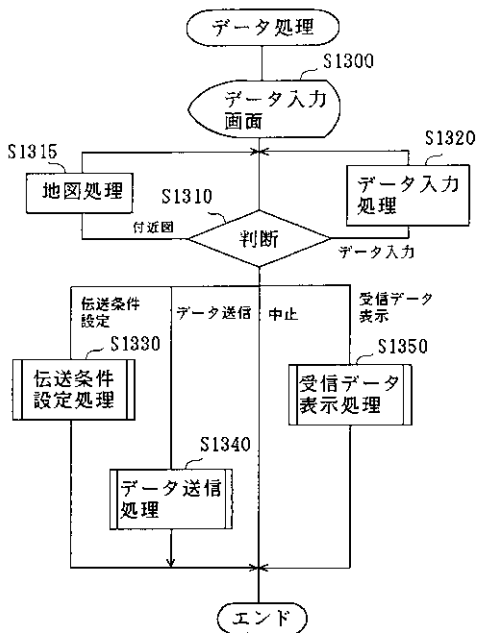 データ処理
S1300
データ入力
画面
S1315
地図処理
S1310
S1320
データ入力
処理
付近図
判断
データ入力
伝送条件
設定
データ送信
中止
受信データ
表示
S1330
伝送条件
設定処理
S1350
受信データ
表示処理
S1340
データ送信
処理
エンド